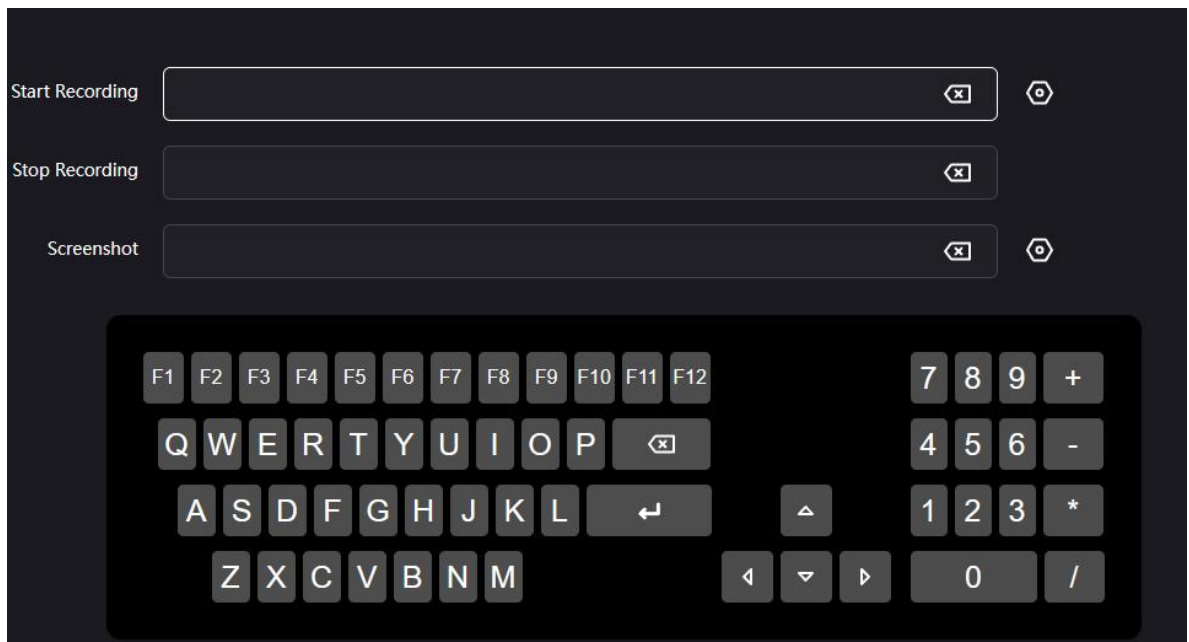 Start Recording
Stop Recording
Screenshot
F1 F2 F3 F4 F5 F6 F7 F8 F9 F10 F11 F12 7 8 9 +
Q W E R T Y U I O P 4 5 6 -
A S D F G H J K L 1 2 3 *
Z X C V B N M 0 /